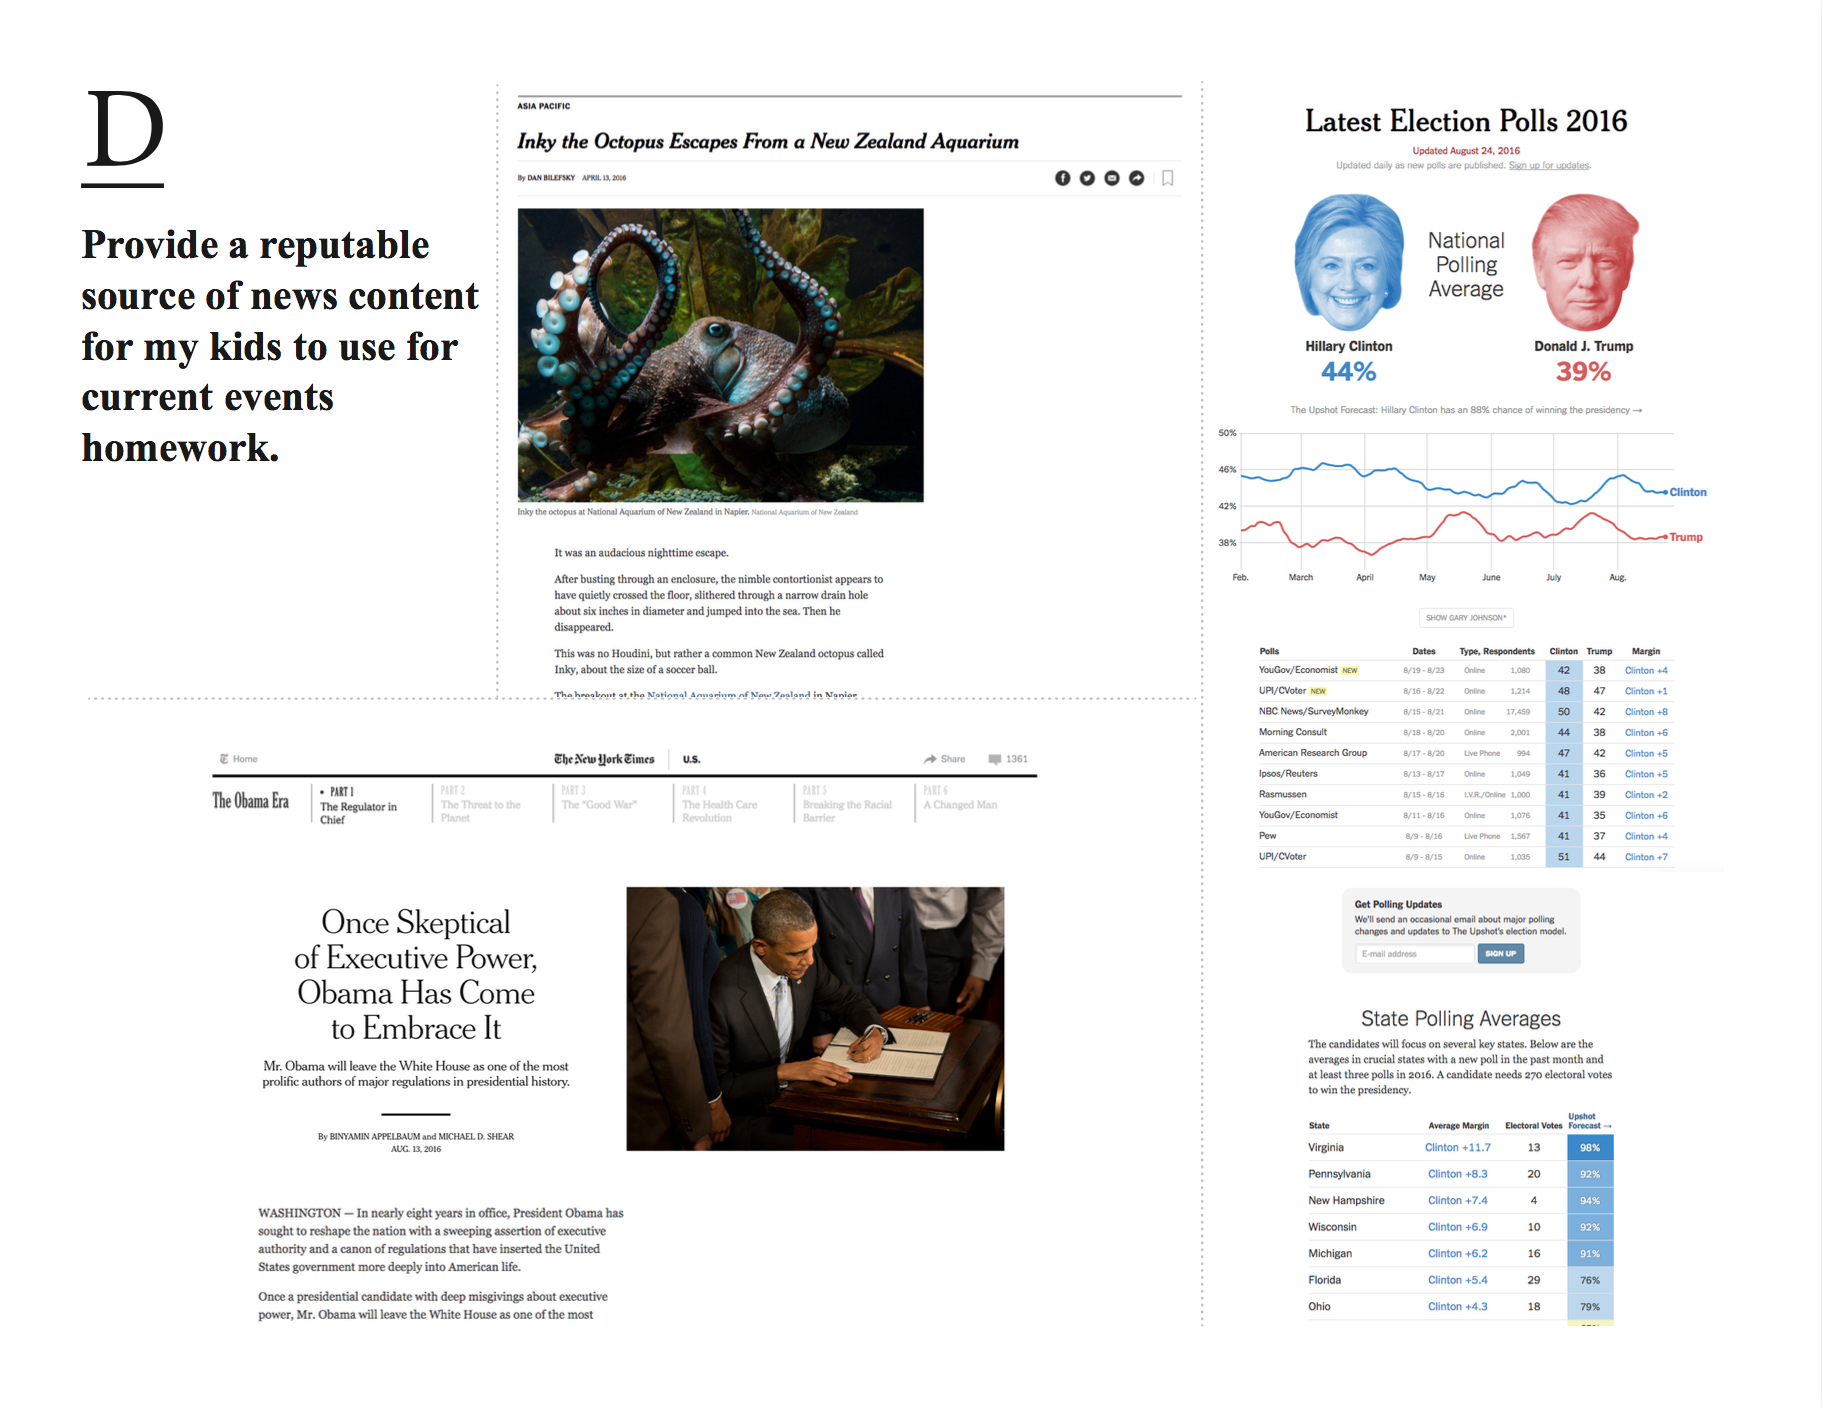 D
Provide a reputable
source of news content
for my kids to use for
current events
homework.
ASIA PACIFIC
Inky the Octopus Escapes From a New Zealand Aquarium
By DAN BILEFSKY APRIL 13, 2016
Inky the octopus at National Aquarium of New Zealand in Napier. National Aquarium of New Zealand
It was an audacious nighttime escape.
After busting through an enclosure, the nimble contortionist appears to
have quietly crossed the floor, slithered through a narrow drain hole
about six inches in diameter and jumped into the sea. Then he
disappeared.
This was no Houdini, but rather a common New Zealand octopus called
Inky, about the size of a soccer ball.
The breakout at the National Aquarium of New Zealand in Napier
Latest Election Polls 2016
Updated August 24, 2016
Updated daily as new polls are published. Sign up for updates.
National
Polling
Average
Hillary Clinton
44%
Donald J. Trump
39%
The Upshot Forecast: Hillary Clinton has an 88% chance of winning the presidency →
50%
46%
42%
38%
Clinton
Trump
Feb. March April May June July Aug.
SHOW GARY JOHNSON*
Polls Dates Type, Respondents Clinton Trump Margin
YouGov/Economist NEW 8/19 - 8/23 Online 1,080 42 38 Clinton +4
UPI/CVoter NEW 8/16 - 8/22 Online 1,214 48 47 Clinton +1
NBC News/SurveyMonkey 8/15 - 8/21 Online 17,459 50 42 Clinton +8
Morning Consult 8/18 - 8/20 Online 2,001 44 38 Clinton +6
American Research Group 8/17 - 8/20 Live Phone 994 47 42 Clinton +5
Ipsos/Reuters 8/13 - 8/17 Online 1,049 41 36 Clinton +5
Rasmussen 8/15 - 8/16 I.V.R./Online 1,000 41 39 Clinton +2
YouGov/Economist 8/11 - 8/16 Online 1,076 41 35 Clinton +6
Pew 8/9 - 8/16 Live Phone 1,567 41 37 Clinton +4
UPI/CVoter 8/9 - 8/15 Online 1,035 51 44 Clinton +7
Get Polling Updates
We'll send an occasional email about major polling
changes and updates to The Upshot's election model.
E-mail address SIGN UP
State Polling Averages
The candidates will focus on several key states. Below are the
averages in crucial states with a new poll in the past month and
at least three polls in 2016. A candidate needs 270 electoral votes
to win the presidency.
State Average Margin Electoral Votes Upshot Forecast →
Virginia Clinton +11.7 13 98%
Pennsylvania Clinton +8.3 20 92%
New Hampshire Clinton +7.4 4 94%
Wisconsin Clinton +6.9 10 92%
Michigan Clinton +6.2 16 91%
Florida Clinton +5.4 29 76%
Ohio Clinton +4.3 18 79%
Home The New York Times U.S. Share 1361
The Obama Era
• PART 1
The Regulator in
Chief
PART 2
The Threat to the
Planet
PART 3
The "Good War"
PART 4
The Health Care
Revolution
PART 5
Breaking the Racial
Barrier
PART 6
A Changed Man
Once Skeptical
of Executive Power,
Obama Has Come
to Embrace It
Mr. Obama will leave the White House as one of the most
prolific authors of major regulations in presidential history.
By BINYAMIN APPELBAUM and MICHAEL D. SHEAR
AUG. 13, 2016
WASHINGTON — In nearly eight years in office, President Obama has
sought to reshape the nation with a sweeping assertion of executive
authority and a canon of regulations that have inserted the United
States government more deeply into American life.
Once a presidential candidate with deep misgivings about executive
power, Mr. Obama will leave the White House as one of the most